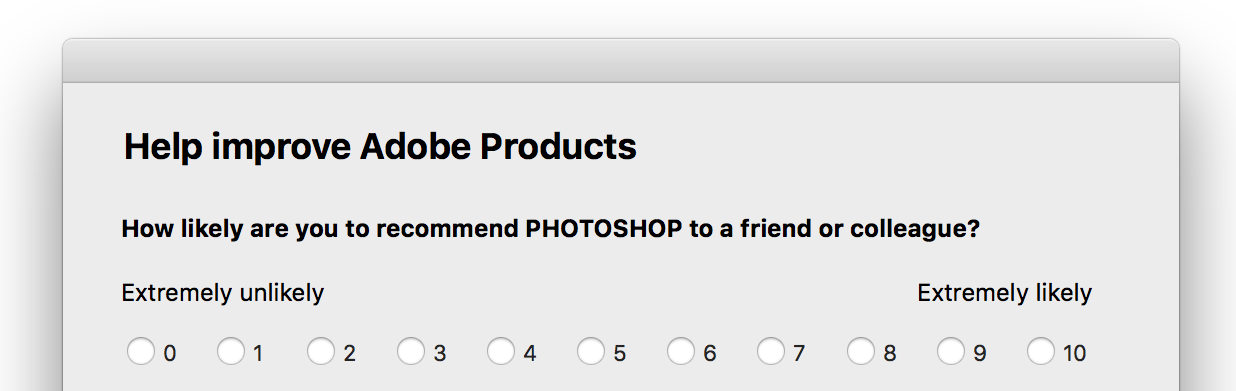 Help improve Adobe Products
How likely are you to recommend PHOTOSHOP to a friend or colleague?
Extremely unlikely Extremely likely
0 1 2 3 4 5 6 7 8 9 10